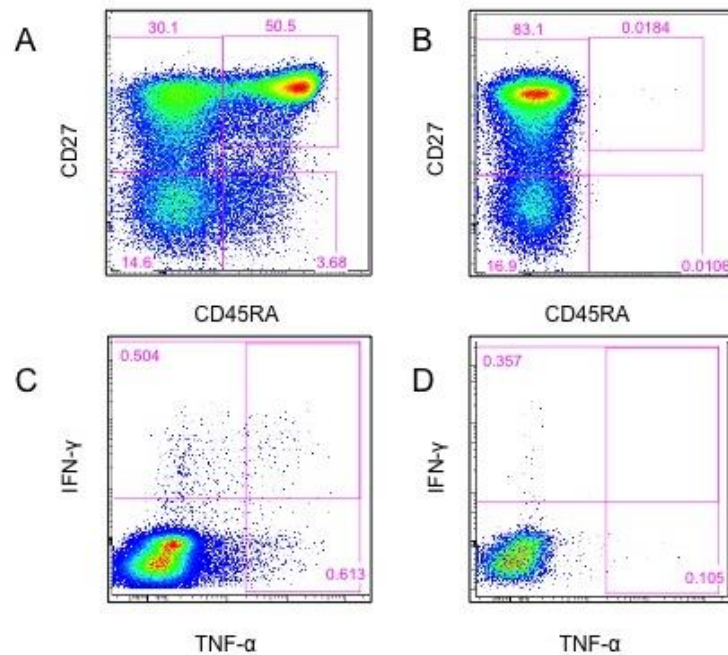 A
30.1 50.5
CD27
14.6 3.68
CD45RA
B
83.1 0.0184
CD27
16.9 0.0106
CD45RA
C
0.504
IFN-γ
0.613
TNF-α
D
0.357
IFN-γ
0.105
TNF-α